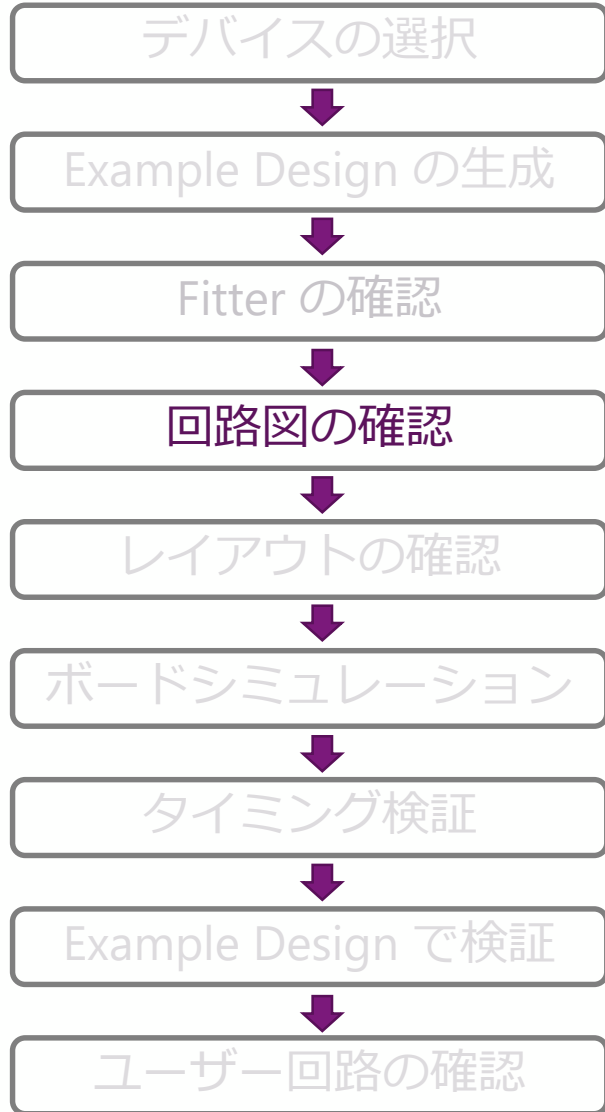 デバイスの選択
Example Design の生成
Fitter の確認
回路図の確認
レイアウトの確認
ボードシミュレーション
タイミング検証
Example Design で検証
ユーザー回路の確認